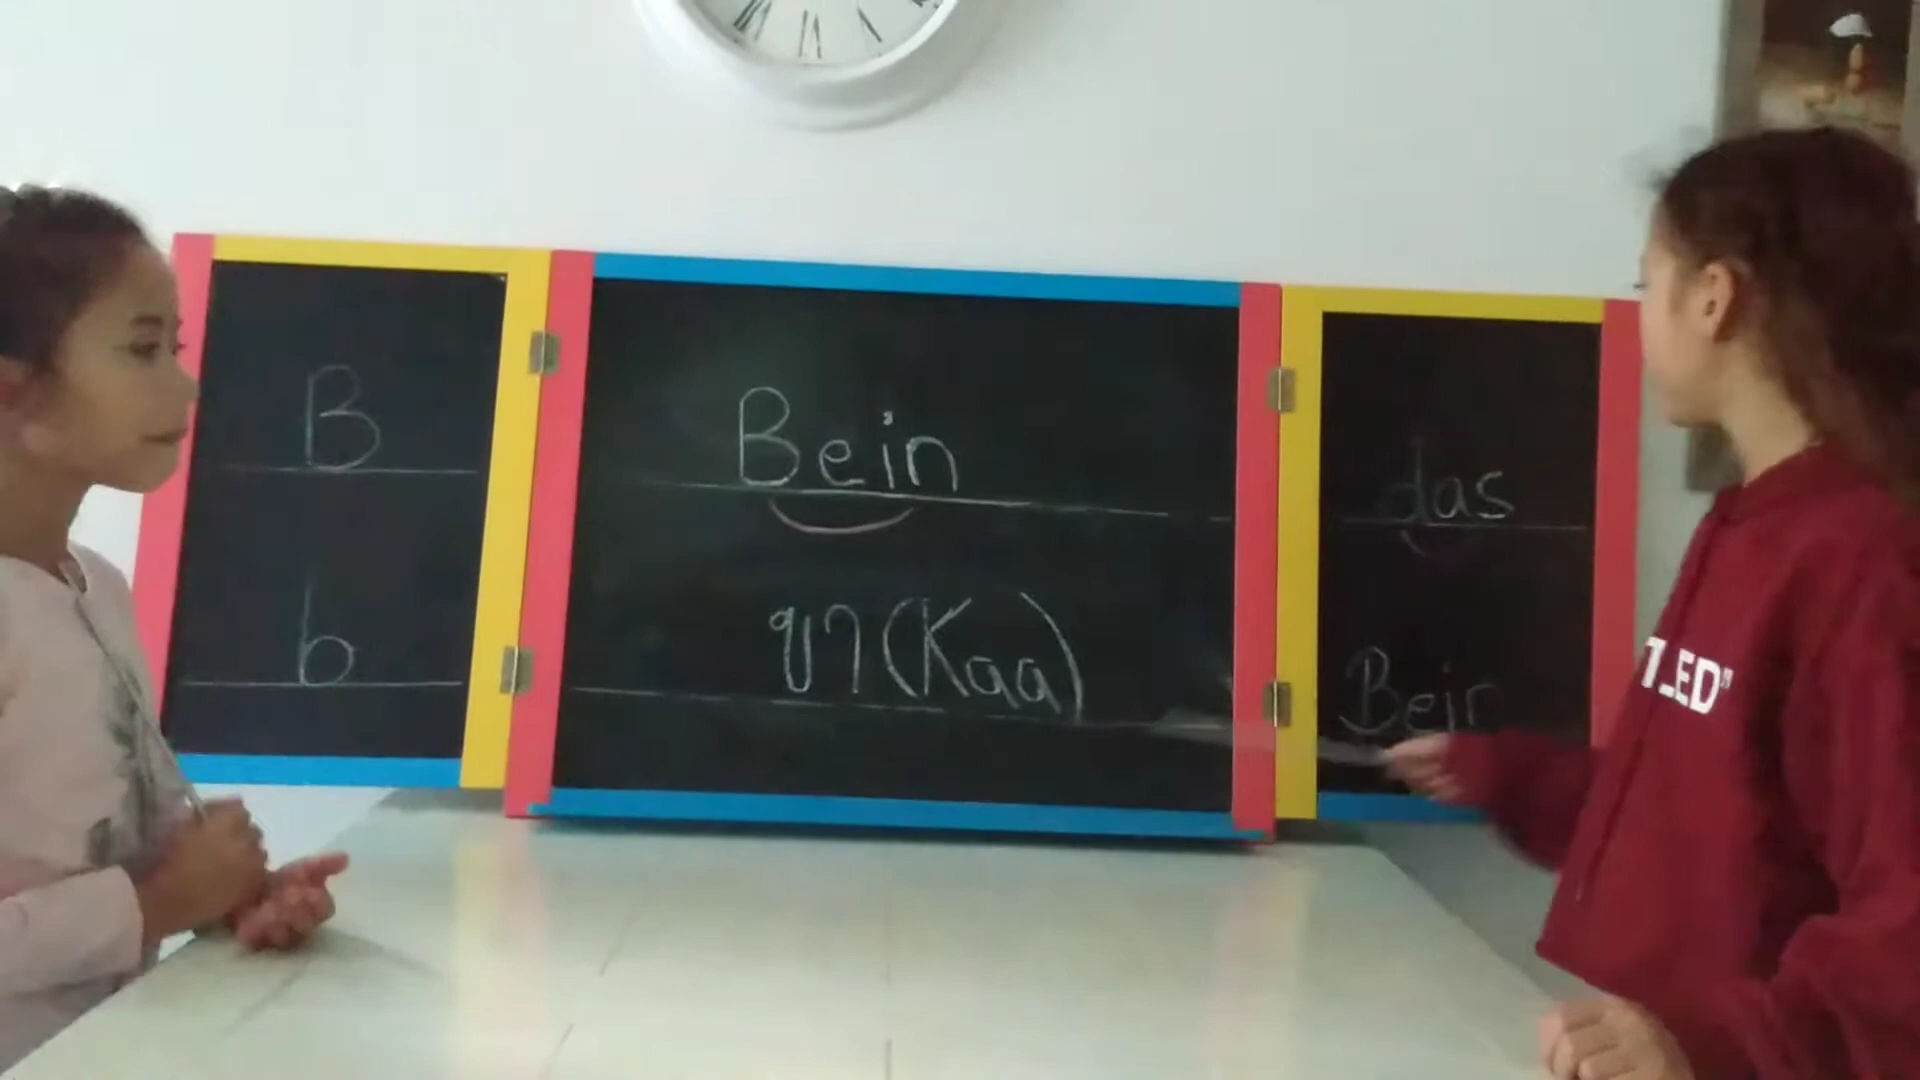 B
b
Bein
ขา (Kaa)
das
Bein